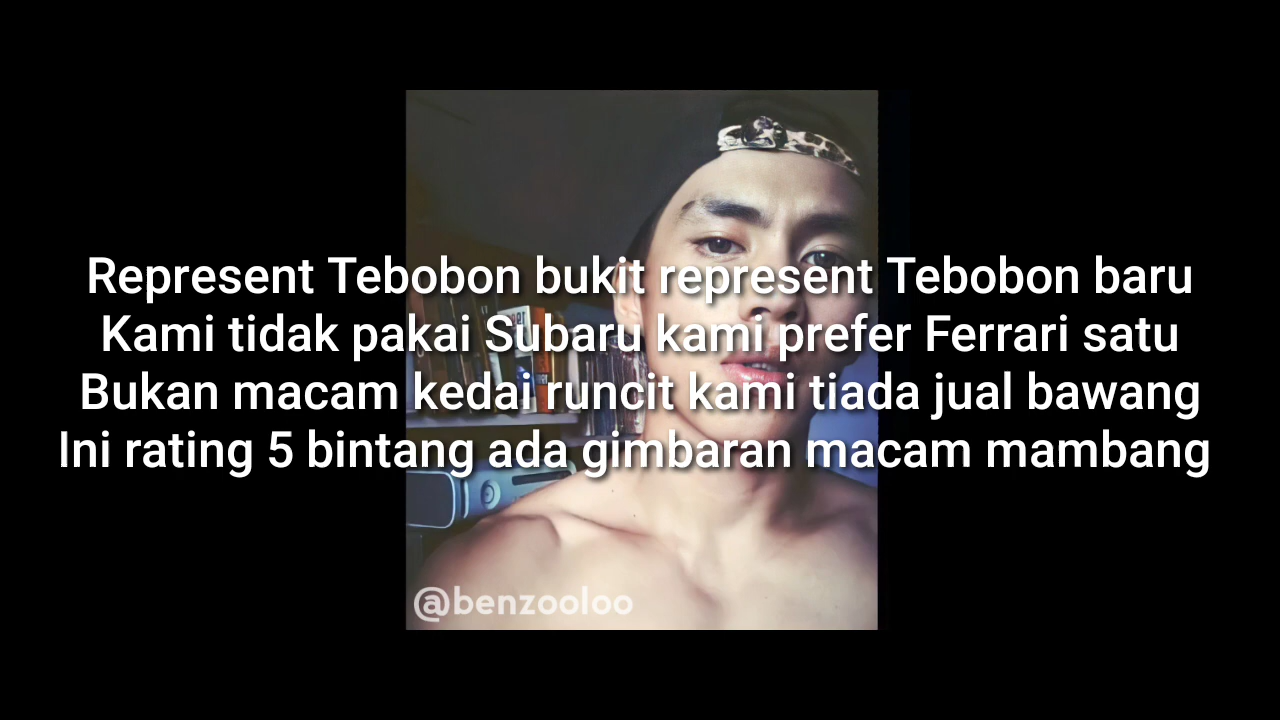 Represent Tebobon bukit represent Tebobon baru
Kami tidak pakai Subaru kami prefer Ferrari satu
Bukan macam kedai runcit kami tiada jual bawang
Ini rating 5 bintang ada gimbaran macam mambang
@benzooloo